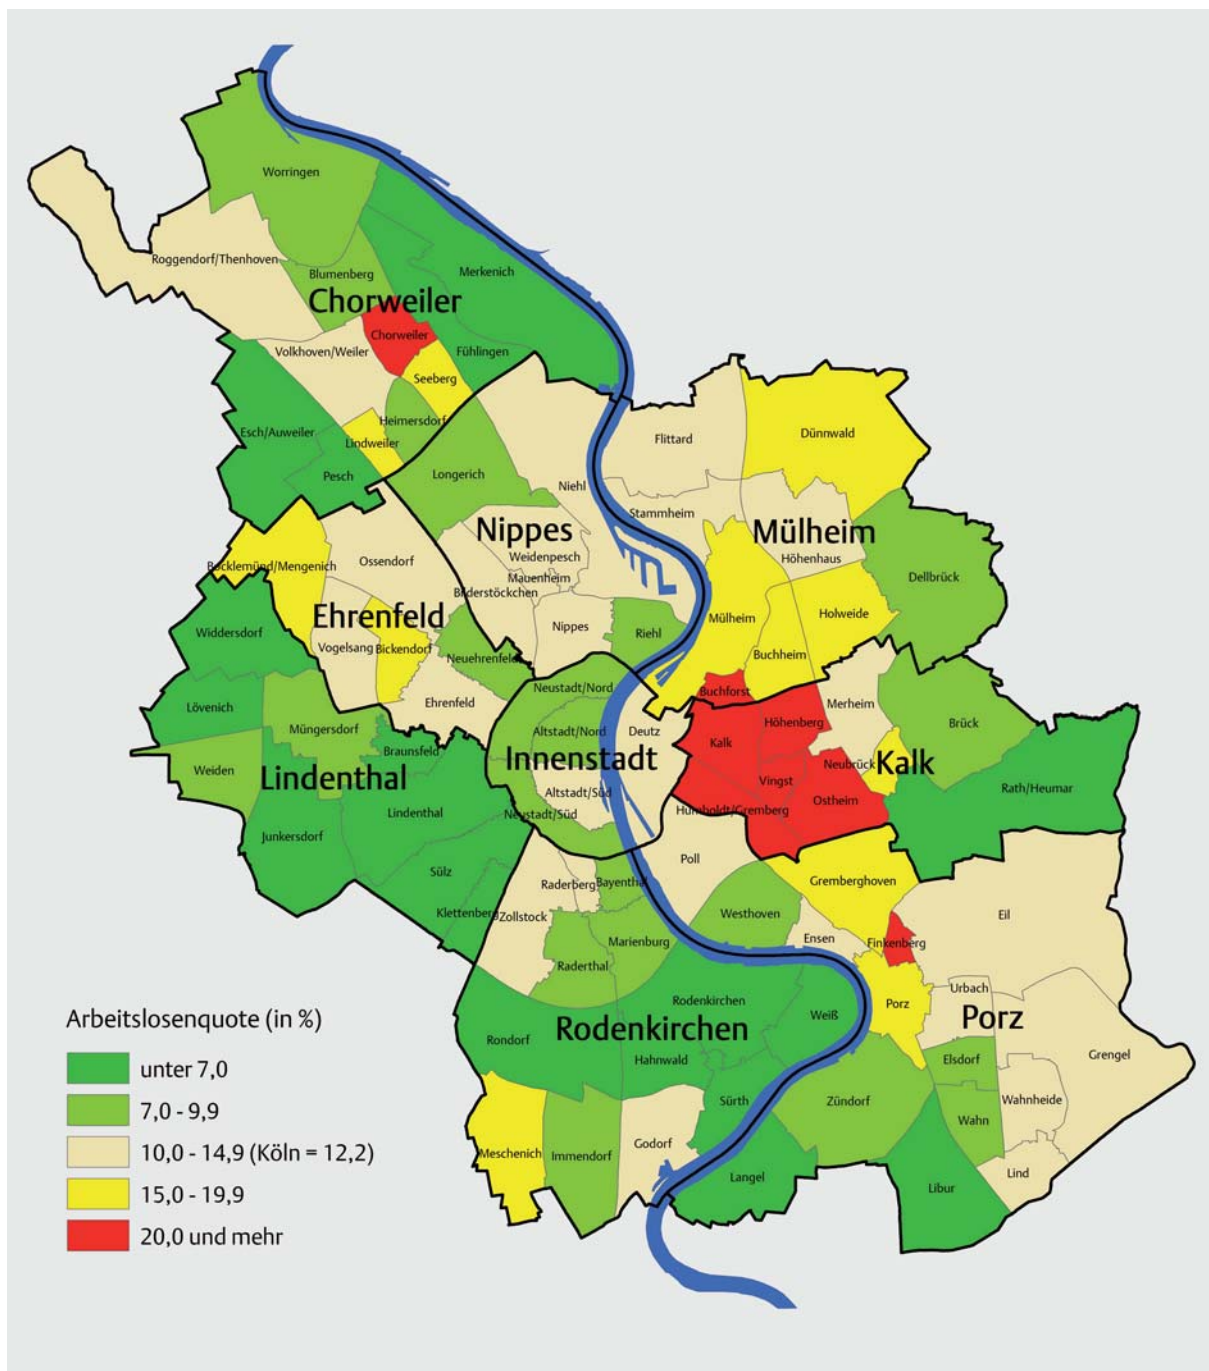 Worringen
Roggendorf/Thenhoven
Blumenberg
Merkenich
Chorweiler
Chorweiler
Volkhoven/Weiler
Fühlingen
Seeberg
Heimersdorf
Lindweiler
Esch/Auweiler
Pesch
Longerich
Niehl
Nippes
Weidenpesch
Mauenheim
Bilderstöckchen
Nippes
Riehl
Flittard
Dünnwald
Stammheim
Mülheim
Höhenhaus
Dellbrück
Mülheim
Holweide
Buchheim
Buchforst
Bocklemünd/Mengenich
Ossendorf
Ehrenfeld
Vogelsang
Bickendorf
Neuehrenfeld
Ehrenfeld
Widdersdorf
Lövenich
Müngersdorf
Braunsfeld
Weiden
Lindenthal
Lindenthal
Junkersdorf
Sülz
Klettenberg
Neustadt/Nord
Altstadt/Nord
Deutz
Innenstadt
Altstadt/Süd
Neustadt/Süd
Merheim
Brück
Höhenberg
Kalk
Neubrück
Kalk
Vingst
Ostheim
Rath/Heumar
Humboldt/Gremberg
Poll
Gremberghoven
Westhoven
Ensen
Finkenberg
Eil
Urbach
Porz
Porz
Grengel
Elsdorf
Wahnheide
Zündorf
Wahn
Lind
Libur
Langel
Raderberg
Bayenthal
Zollstock
Marienburg
Raderthal
Rodenkirchen
Weiß
Rodenkirchen
Rondorf
Hahnwald
Sürth
Godorf
Meschenich
Immendorf
Arbeitslosenquote (in %)
unter 7,0
7,0 - 9,9
10,0 - 14,9 (Köln = 12,2)
15,0 - 19,9
20,0 und mehr